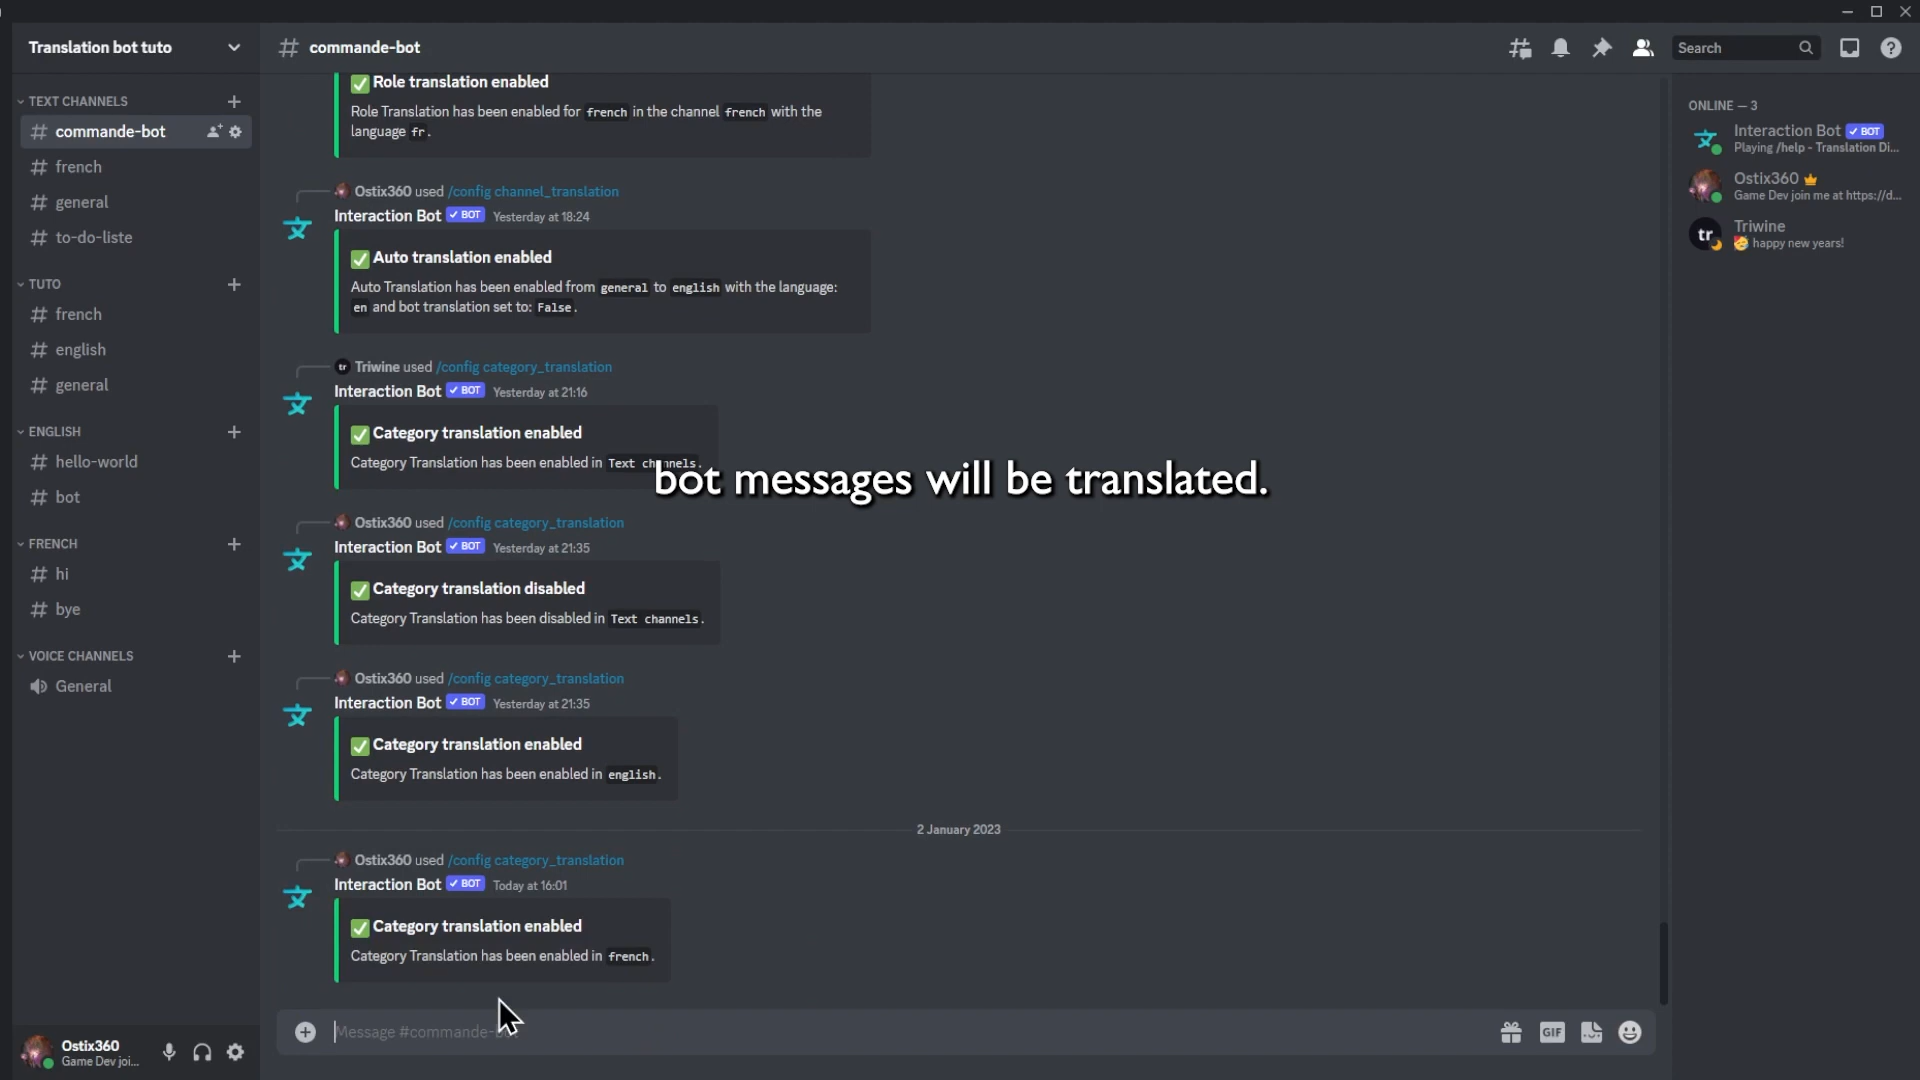 Translation bot tuto
TEXT CHANNELS
commande-bot
french
general
to-do-liste
TUTO
french
english
general
ENGLISH
hello-world
bot
FRENCH
hi
bye
VOICE CHANNELS
General
Ostix360
Game Dev joi...
commande-bot
Search
Role translation enabled
Role Translation has been enabled for french in the channel french with the
language fr.
Ostix360 used /config channel_translation
Interaction Bot BOT Yesterday at 18:24
Auto translation enabled
Auto Translation has been enabled from general to english with the language:
en and bot translation set to: False.
tr Triwine used /config category_translation
Interaction Bot BOT Yesterday at 21:16
Category translation enabled
Category Translation has been enabled in Text channels.
bot messages will be translated.
Ostix360 used /config category_translation
Interaction Bot BOT Yesterday at 21:35
Category translation disabled
Category Translation has been disabled in Text channels.
Ostix360 used /config category_translation
Interaction Bot BOT Yesterday at 21:35
Category translation enabled
Category Translation has been enabled in english.
2 January 2023
Ostix360 used /config category_translation
Interaction Bot BOT Today at 16:01
Category translation enabled
Category Translation has been enabled in french.
Message #commande-bot
GIF
ONLINE — 3
Interaction Bot BOT
Playing /help - Translation Di...
Ostix360
Game Dev join me at https://d...
tr Triwine
happy new years!